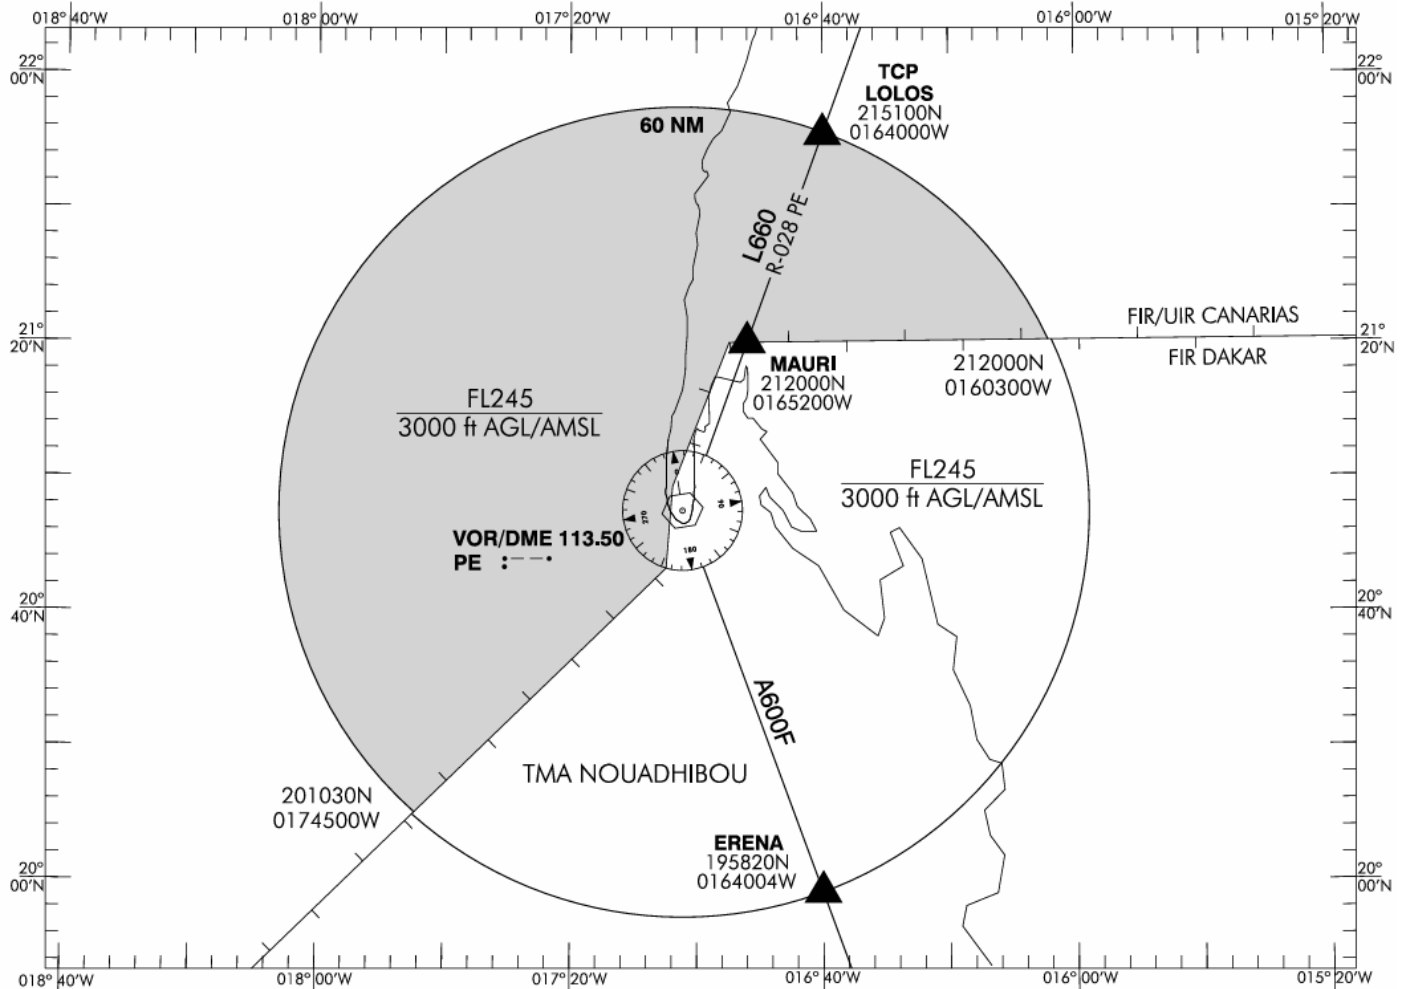 018° 40'W 018° 00'W 017°20'W 016°40'W 016°00'W 015°20'W
22°
00'N
22°
00'N
TCP
LOLOS
215100N
0164000W
60 NM
L660
R-028 PE
21°
20'N
FIR/UIR CANARIAS
21°
20'N
FIR DAKAR
MAURI
212000N
0165200W
212000N
0160300W
FL245
3000 ft AGL/AMSL
FL245
3000 ft AGL/AMSL
0
90
270
180
VOR/DME 113.50
PE
20°
40'N
20°
40'N
A600F
TMA NOUADHIBOU
201030N
0174500W
ERENA
195820N
0164004W
20°
00'N
20°
00'N
018° 40'W 018° 00'W 017°20'W 016°40'W 016°00'W 015°20'W